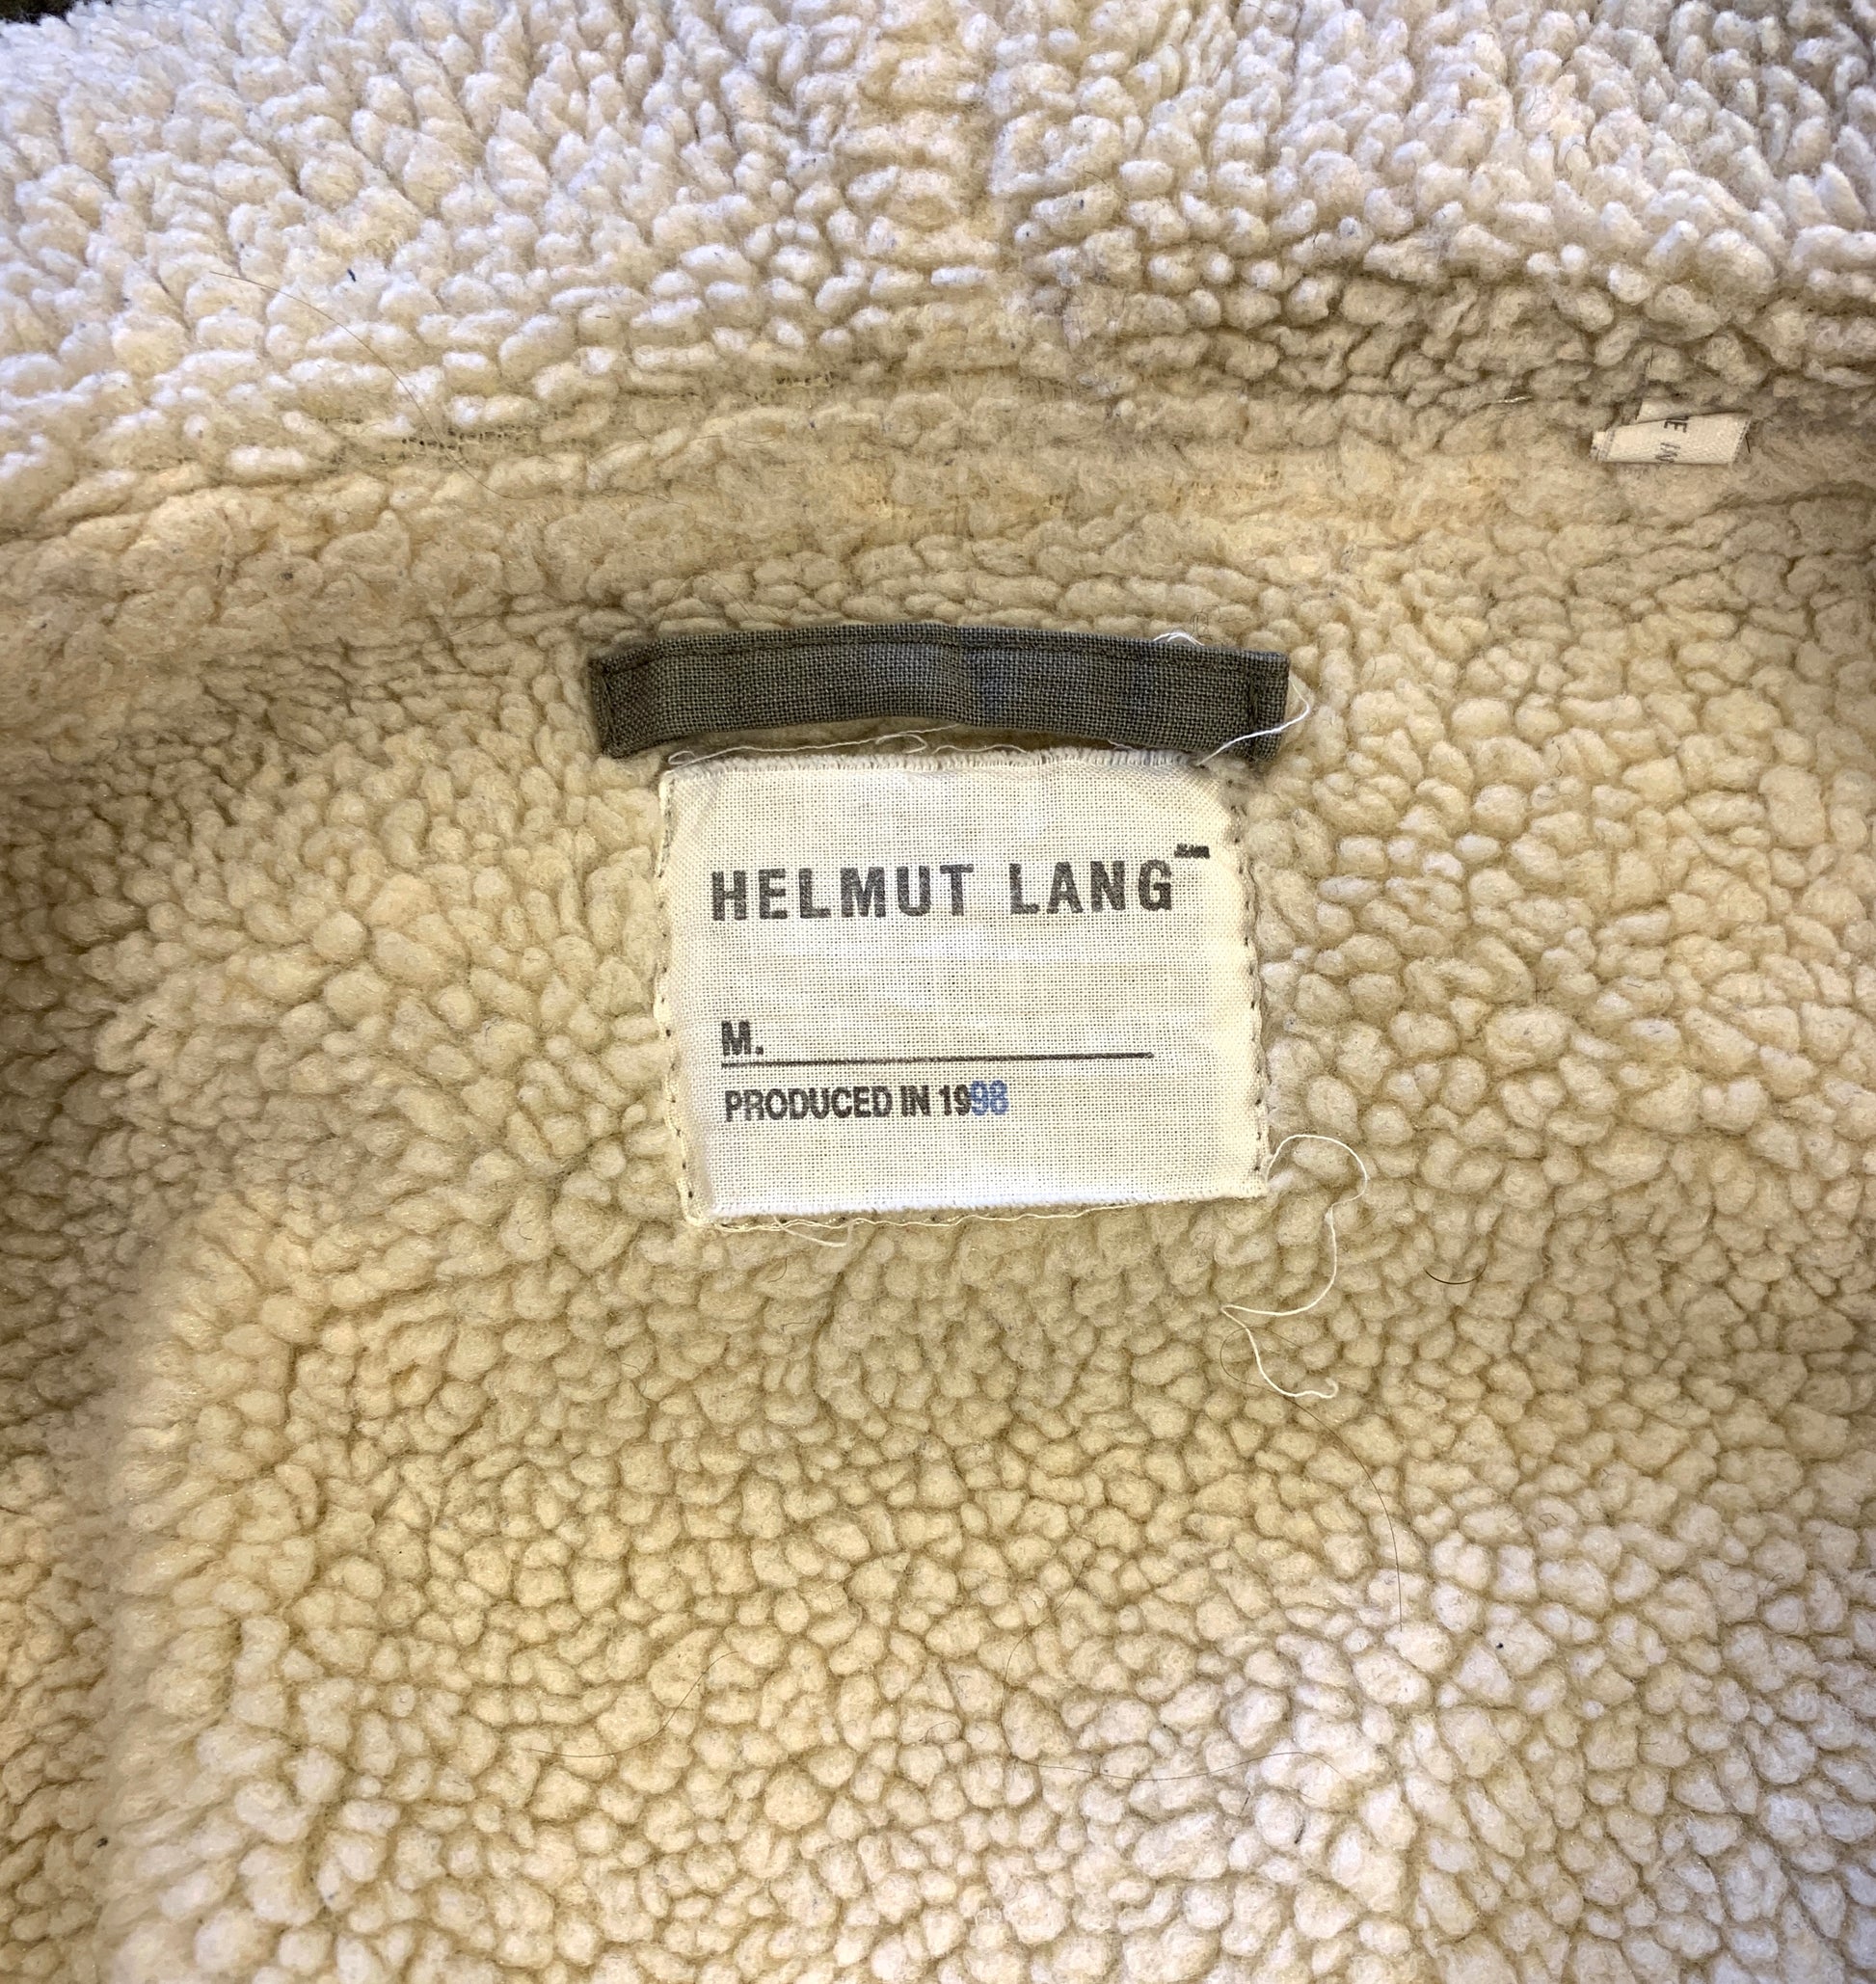 HELMUT LANG
M.
PRODUCED IN 1998